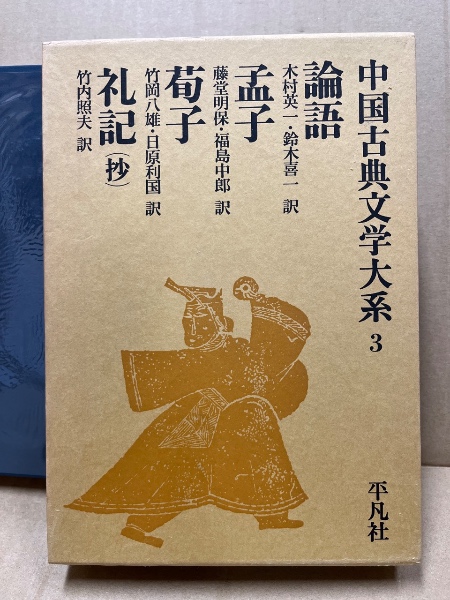 中国古典文学大系 3
論語
木村英一・鈴木喜一 訳
孟子
藤堂明保・福島中郎 訳
荀子
竹岡八雄・日原利国 訳
礼記(抄)
竹内照夫 訳
平凡社